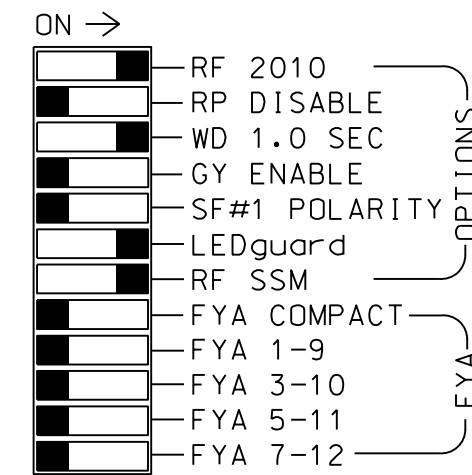 ON →
RF 2010
RP DISABLE
WD 1.0 SEC
GY ENABLE
SF#1 POLARITY
LEDguard
RF SSM
OPTIONS
FYA COMPACT
FYA 1-9
FYA 3-10
FYA 5-11
FYA 7-12
FYA